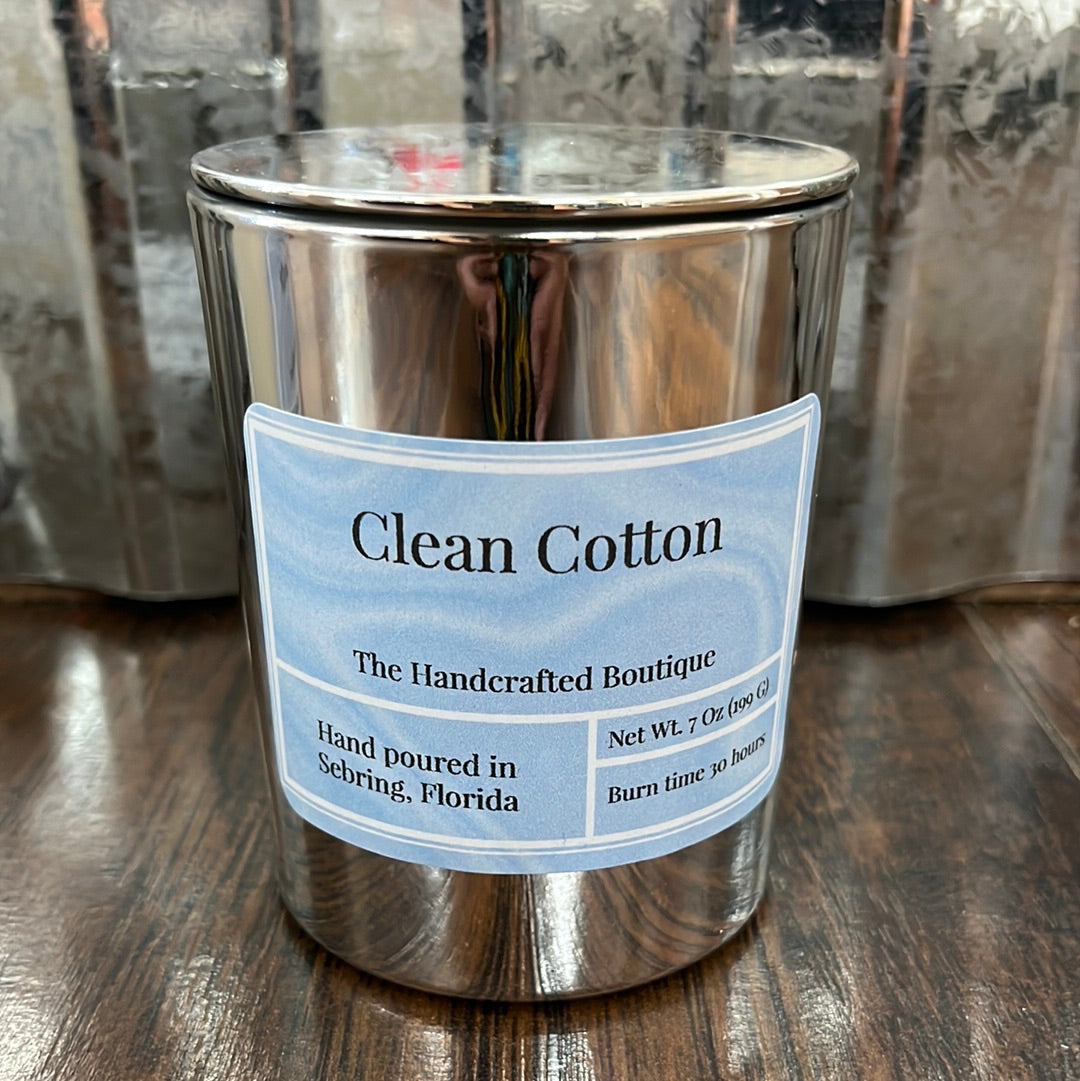 Clean Cotton
The Handcrafted Boutique
Hand poured in
Sebring, Florida
Net Wt. 7 Oz (199 G)
Burn time 30 hours